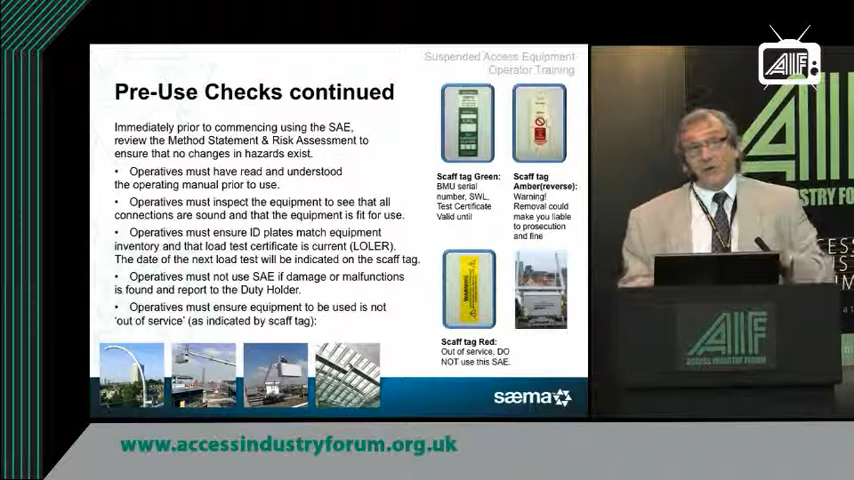 Suspended Access Equipment
Operator Training
Pre-Use Checks continued
Immediately prior to commencing using the SAE,
review the Method Statement & Risk Assessment to
ensure that no changes in hazards exist.
• Operatives must have read and understood
the operating manual prior to use.
• Operatives must inspect the equipment to see that all
connections are sound and that the equipment is fit for use.
• Operatives must ensure ID plates match equipment
inventory and that load test certificate is current (LOLER).
The date of the next load test will be indicated on the scaff tag.
• Operatives must not use SAE if damage or malfunctions
is found and report to the Duty Holder.
• Operatives must ensure equipment to be used is not
'out of service' (as indicated by scaff tag):
Scaff tag Green:
BMU serial
number, SWL,
Test Certificate
Valid until
Scaff tag
Amber(reverse):
Warning!
Removal could
make you liable
to prosecution
and fine
WARNING
Scaff tag Red:
Out of service, DO
NOT use this SAE.
saema
AIF
AIF
ACCESS INDUSTRY FORUM
www.accessindustryforum.org.uk